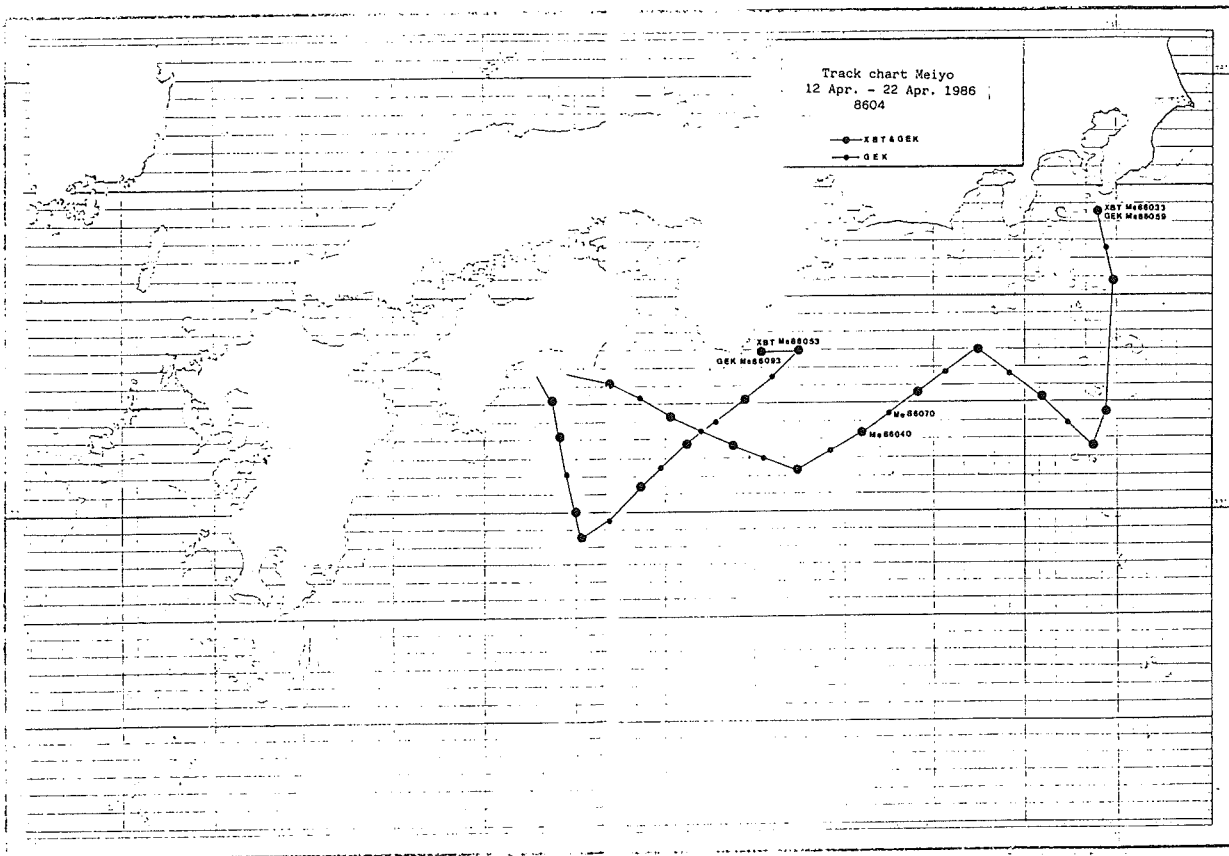 Track chart Meiyo
12 Apr. - 22 Apr. 1986
8604
XBT & GEK
GEK
XBT Me86033
GEK Me86059
XBT Me86053
GEK Me86093
Me86070
Me86040